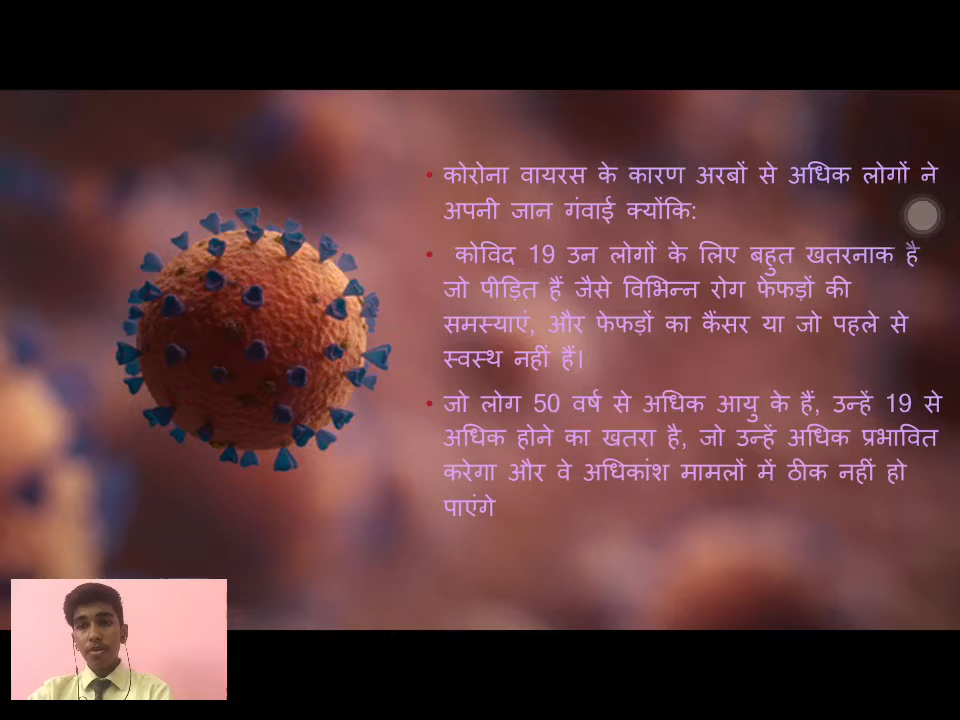 • कोरोना वायरस के कारण अरबों से अधिक लोगों ने
अपनी जान गंवाई क्योंकि:
• कोविद 19 उन लोगों के लिए बहुत खतरनाक है
जो पीड़ित हैं जैसे विभिन्न रोग फेफड़ों की
समस्याएं, और फेफड़ों का कैंसर या जो पहले से
स्वस्थ नहीं हैं।
• जो लोग 50 वर्ष से अधिक आयु के हैं, उन्हें 19 से
अधिक होने का खतरा है, जो उन्हें अधिक प्रभावित
करेगा और वे अधिकांश मामलों में ठीक नहीं हो
पाएंगे